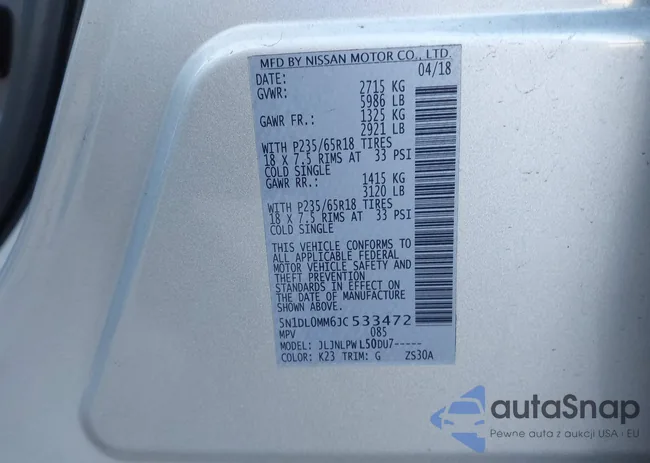 MFD BY NISSAN MOTOR CO., LTD.
DATE: 04/18
GVWR: 2715 KG
5986 LB
GAWR FR.: 1325 KG
2921 LB
WITH P235/65R18 TIRES
18 X 7.5 RIMS AT 33 PSI
COLD SINGLE
GAWR RR.: 1415 KG
3120 LB
WITH P235/65R18 TIRES
18 X 7.5 RIMS AT 33 PSI
COLD SINGLE
THIS VEHICLE CONFORMS TO
ALL APPLICABLE FEDERAL
MOTOR VEHICLE SAFETY AND
THEFT PREVENTION
STANDARDS IN EFFECT ON
THE DATE OF MANUFACTURE
SHOWN ABOVE.
5N1DL0MM6JC533472
MPV 085
MODEL: JLJNLPWL50DU7-----
COLOR: K23 TRIM: G ZS30A
autaSnap
Pewne auta z aukcji USA i EU